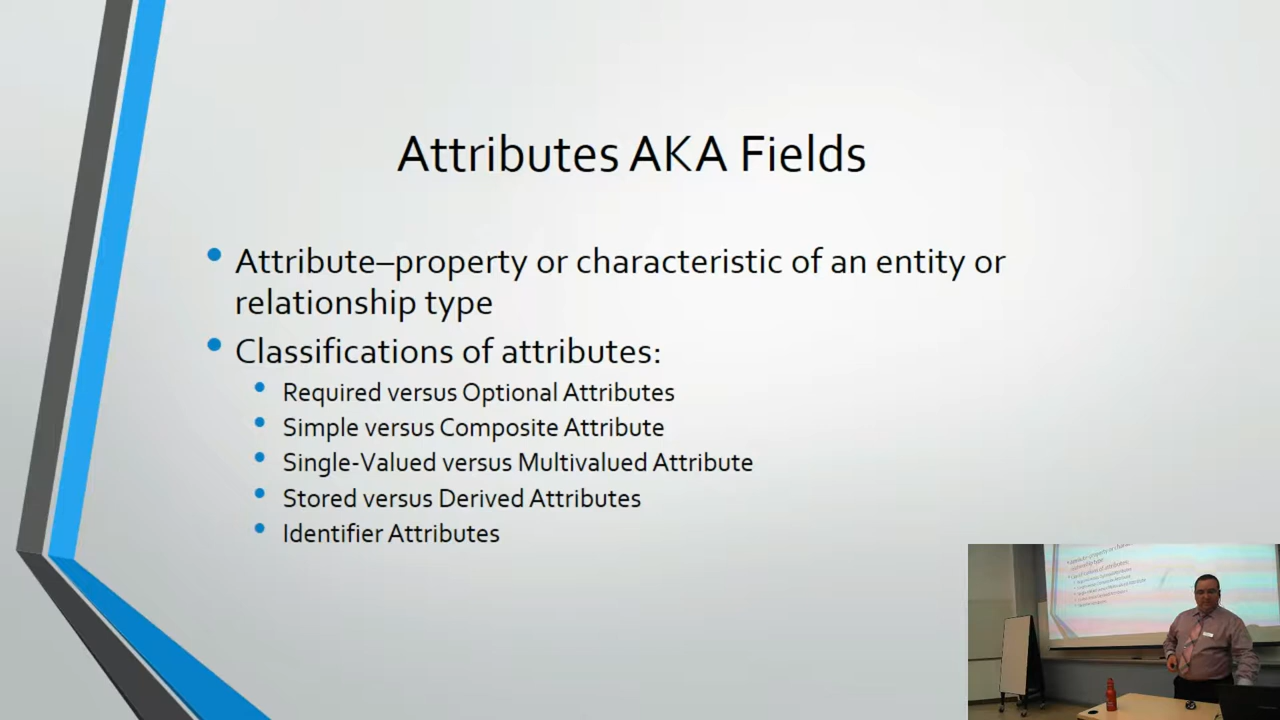 Attributes AKA Fields
Attribute–property or characteristic of an entity or
relationship type
Classifications of attributes:
Required versus Optional Attributes
Simple versus Composite Attribute
Single-Valued versus Multivalued Attribute
Stored versus Derived Attributes
Identifier Attributes